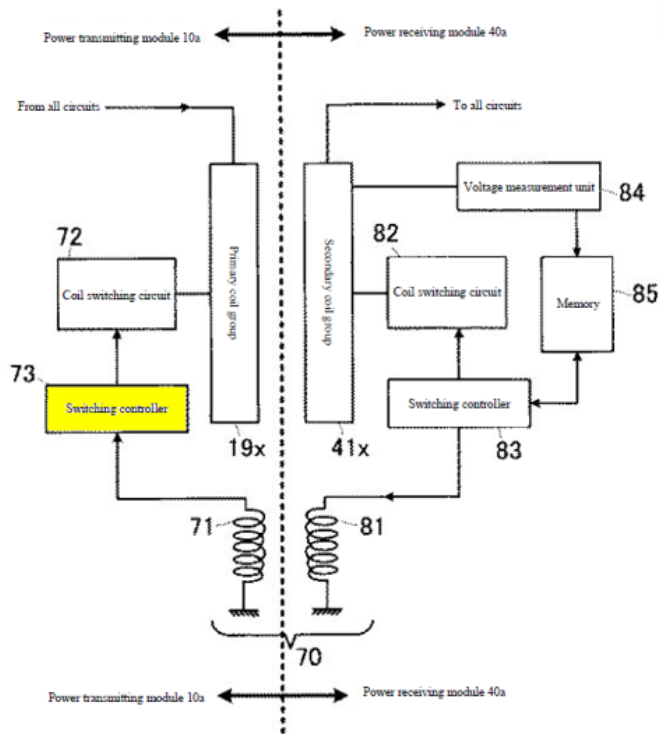 Power transmitting module 10a
Power receiving module 40a
From all circuits
To all circuits
Voltage measurement unit
84
72
82
Primary coil group
Secondary coil group
Coil switching circuit
Coil switching circuit
Memory
85
73
Switching controller
Switching controller
19x
41x
83
71
81
70
Power transmitting module 10a
Power receiving module 40a